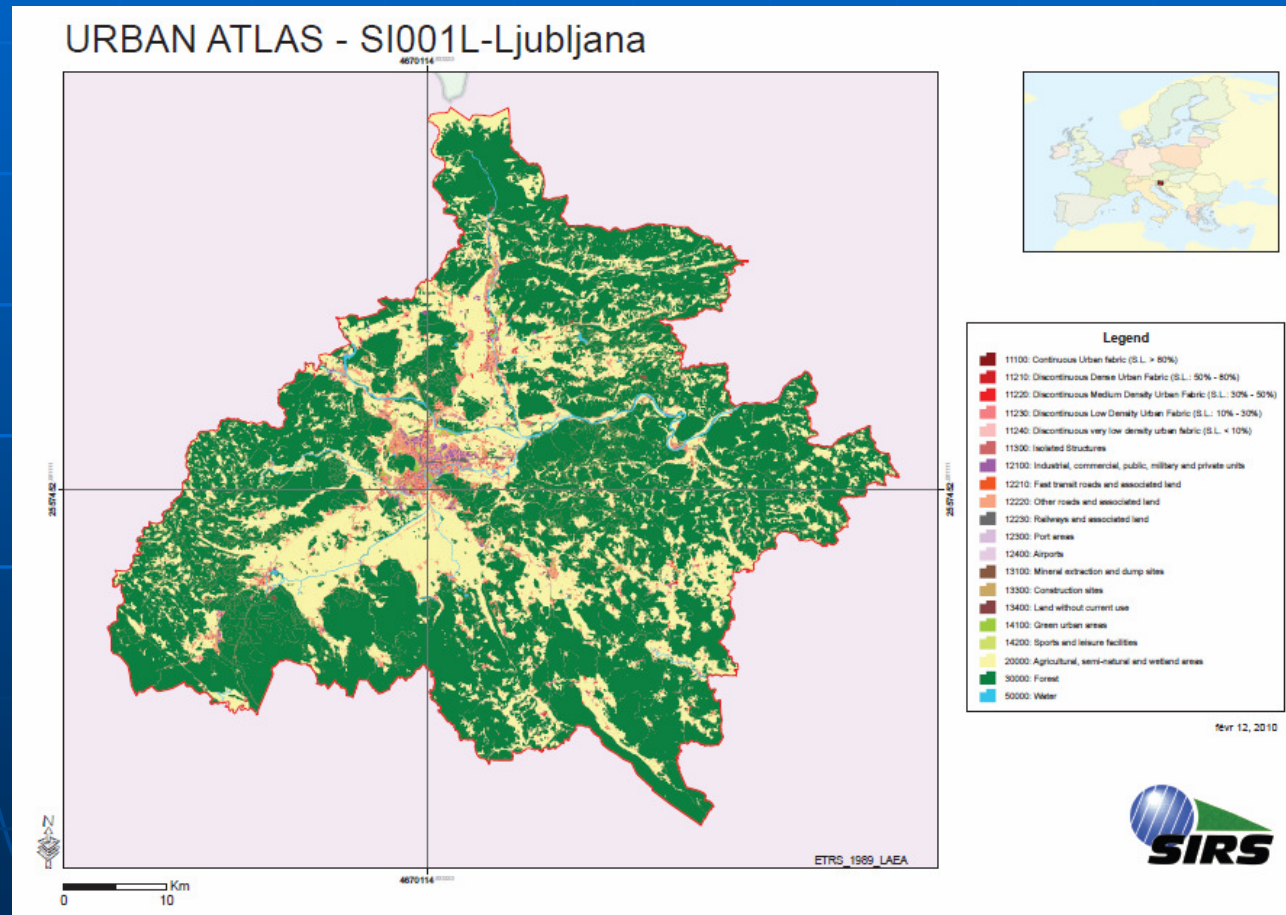 URBAN ATLAS - SI001L-Ljubljana
4670114
2557452
2557452
ETRS_1989_LAEA
4670114
N
Km
0 10
Legend
11100: Continuous Urban fabric (S.L. > 80%)
11210: Discontinuous Dense Urban Fabric (S.L.: 50% - 80%)
11220: Discontinuous Medium Density Urban Fabric (S.L.: 30% - 50%)
11230: Discontinuous Low Density Urban Fabric (S.L.: 10% - 30%)
11240: Discontinuous very low density urban fabric (S.L. < 10%)
11300: Isolated Structures
12100: Industrial, commercial, public, military and private units
12210: Fast transit roads and associated land
12220: Other roads and associated land
12230: Railways and associated land
12300: Port areas
12400: Airports
13100: Mineral extraction and dump sites
13300: Construction sites
13400: Land without current use
14100: Green urban areas
14200: Sports and leisure facilities
20000: Agricultural, semi-natural and wetland areas
30000: Forest
50000: Water
févr 12, 2010
SIRS